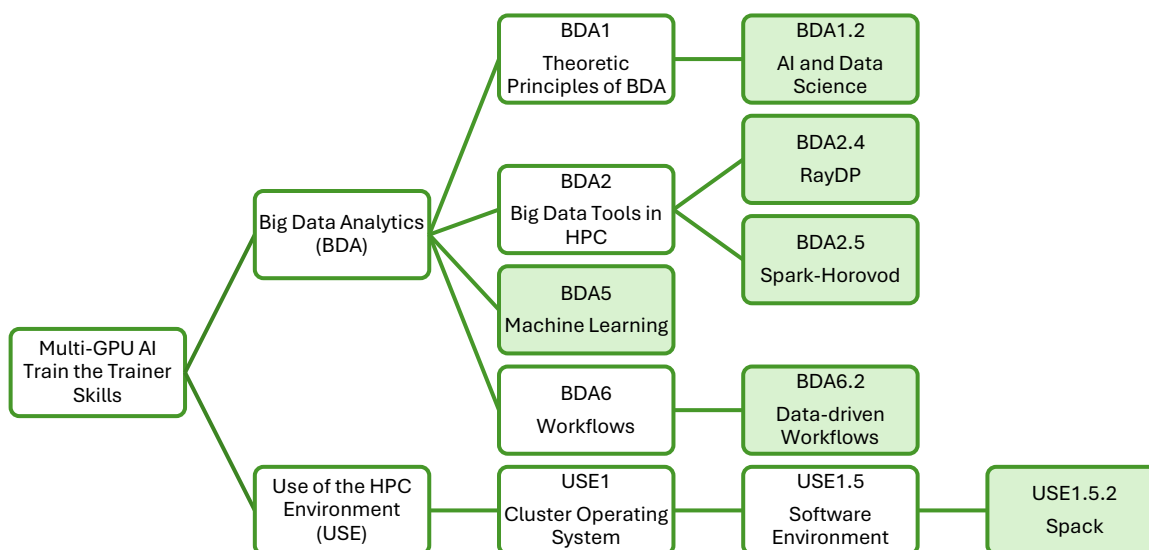 Multi-GPU AI
Train the Trainer
Skills
Big Data Analytics
(BDA)
BDA1
Theoretic
Principles of BDA
BDA1.2
AI and Data
Science
BDA2
Big Data Tools in
HPC
BDA2.4
RayDP
BDA2.5
Spark-Horovod
BDA5
Machine Learning
BDA6
Workflows
BDA6.2
Data-driven
Workflows
Use of the HPC
Environment
(USE)
USE1
Cluster Operating
System
USE1.5
Software
Environment
USE1.5.2
Spack